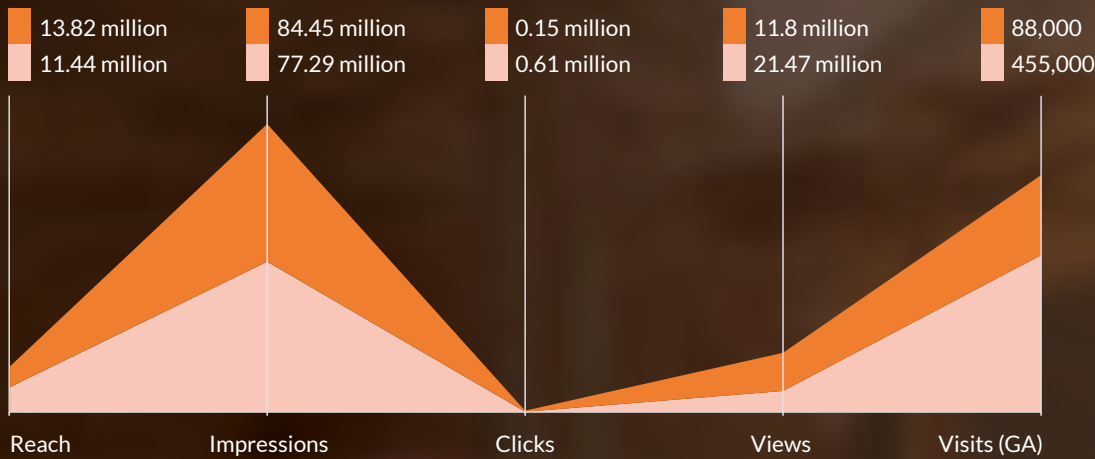 13.82 million
11.44 million
84.45 million
77.29 million
0.15 million
0.61 million
11.8 million
21.47 million
88,000
455,000
Reach
Impressions
Clicks
Views
Visits (GA)